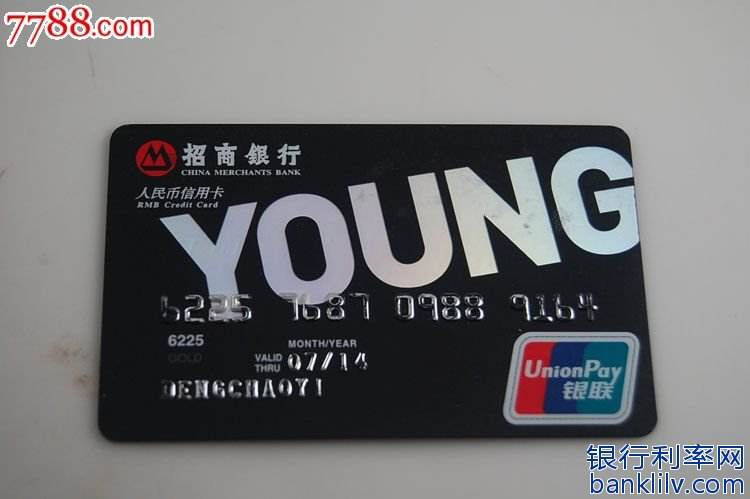 7788.com
招商銀行
CHINA MERCHANTS BANK
人民币信用卡
RMB Credit Card
YOUNG
6225 7687 0988 9164
6225
MONTH/YEAR
GOLD
VALID THRU 07/14
DENGCHAOYI
UnionPay
银联
银行利率网
banklilv.com